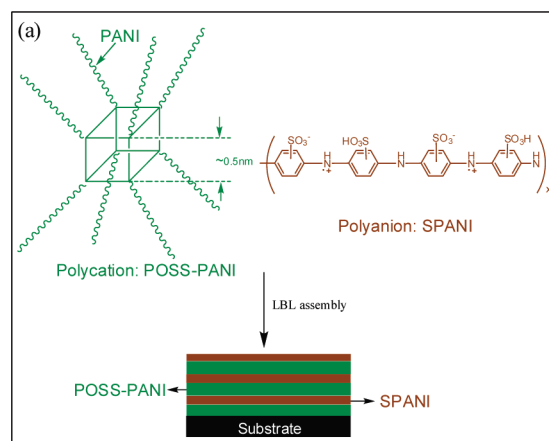 (a)
PANI
~0.5nm
SO₃⁻
HO₃S
SO₃⁻
SO₃H
H
N
·+
H
N
H
N
·+
H
N
x
Polycation: POSS-PANI
Polyanion: SPANI
LBL assembly
POSS-PANI
SPANI
Substrate